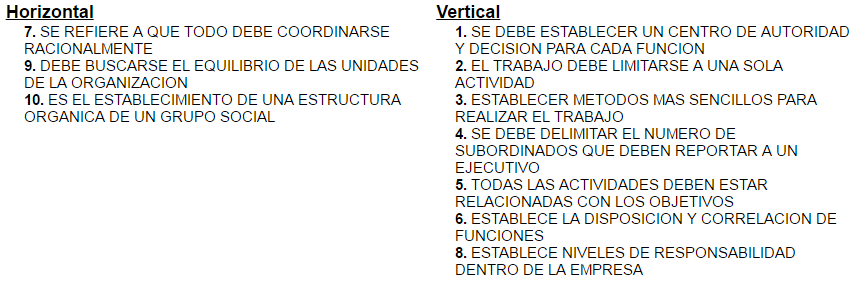 Horizontal
7. SE REFIERE A QUE TODO DEBE COORDINARSE
RACIONALMENTE
9. DEBE BUSCARSE EL EQUILIBRIO DE LAS UNIDADES
DE LA ORGANIZACION
10. ES EL ESTABLECIMIENTO DE UNA ESTRUCTURA
ORGANICA DE UN GRUPO SOCIAL
Vertical
1. SE DEBE ESTABLECER UN CENTRO DE AUTORIDAD
Y DECISION PARA CADA FUNCION
2. EL TRABAJO DEBE LIMITARSE A UNA SOLA
ACTIVIDAD
3. ESTABLECER METODOS MAS SENCILLOS PARA
REALIZAR EL TRABAJO
4. SE DEBE DELIMITAR EL NUMERO DE
SUBORDINADOS QUE DEBEN REPORTAR A UN
EJECUTIVO
5. TODAS LAS ACTIVIDADES DEBEN ESTAR
RELACIONADAS CON LOS OBJETIVOS
6. ESTABLECE LA DISPOSICION Y CORRELACION DE
FUNCIONES
8. ESTABLECE NIVELES DE RESPONSABILIDAD
DENTRO DE LA EMPRESA